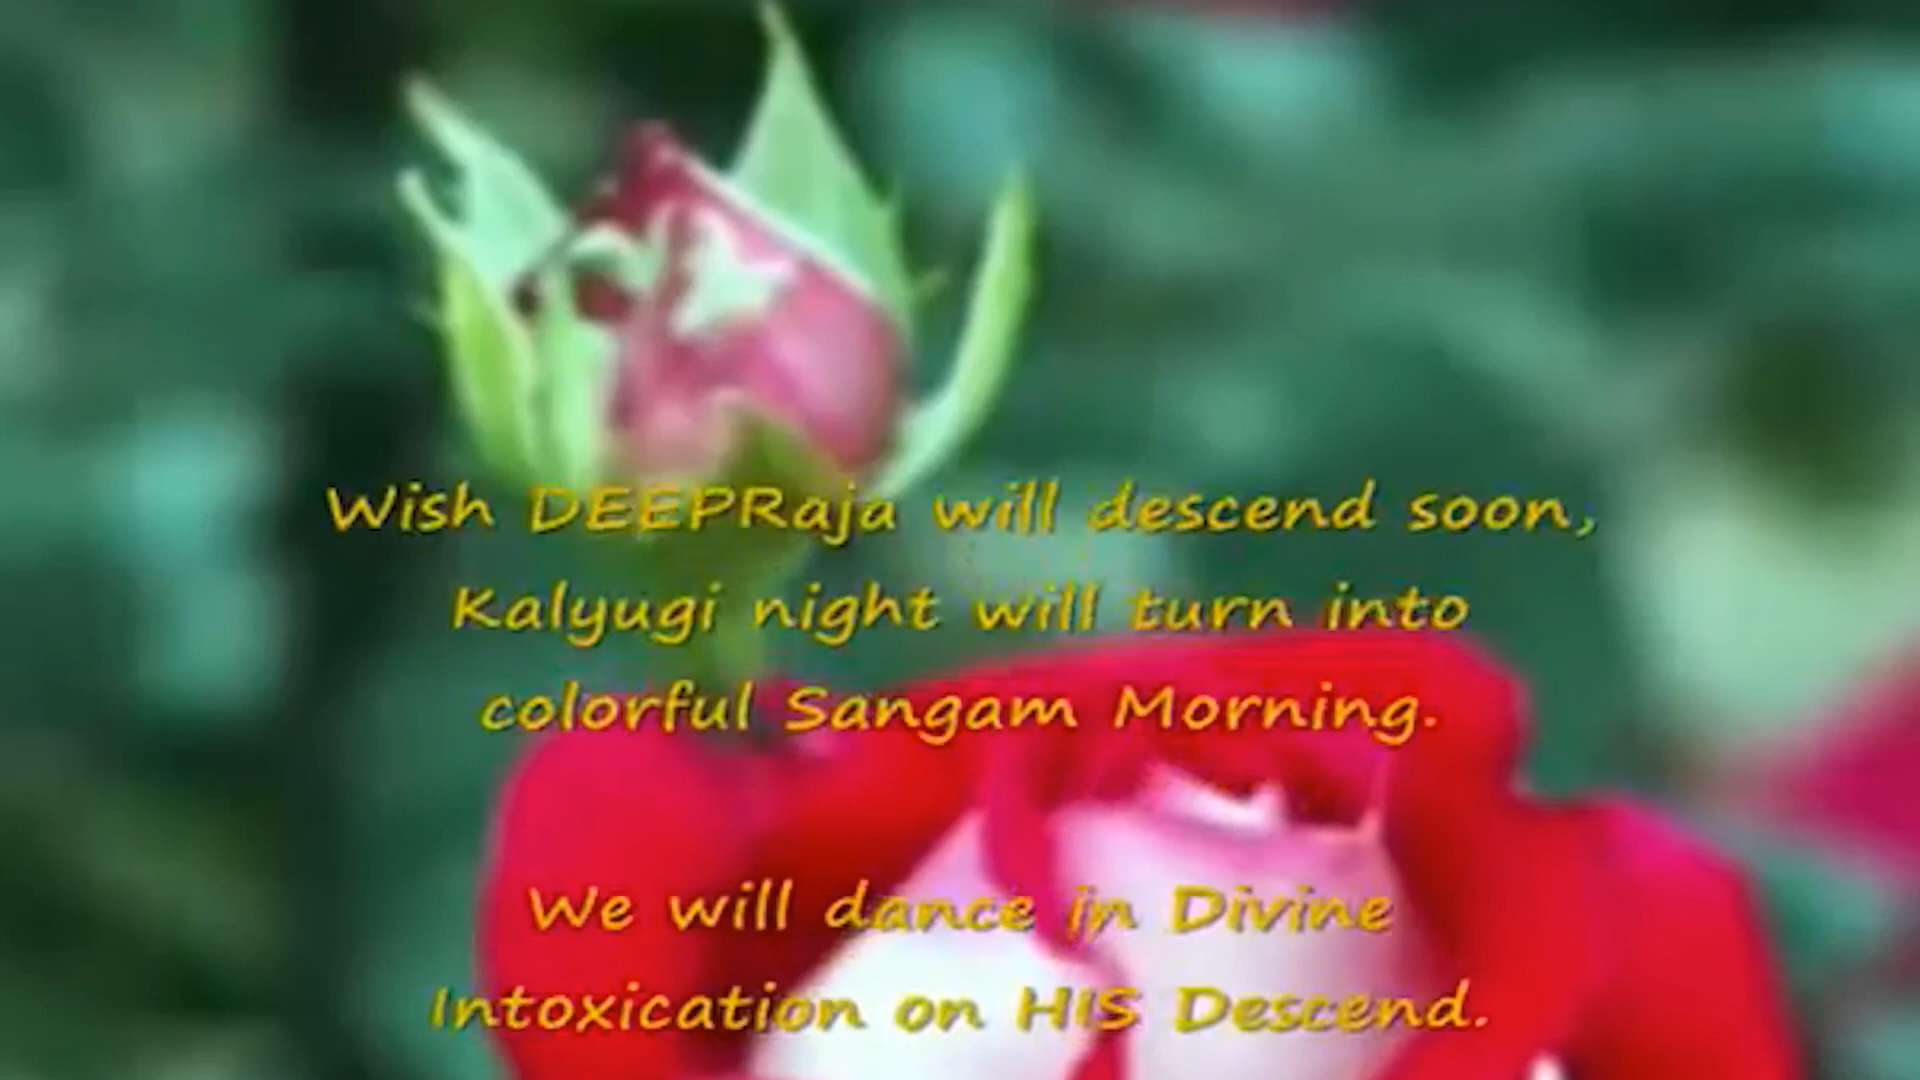 Wish DEEPRaja will descend soon,
Kalyugi night will turn into
colorful Sangam Morning.
We will dance in Divine
Intoxication on HIS Descend.